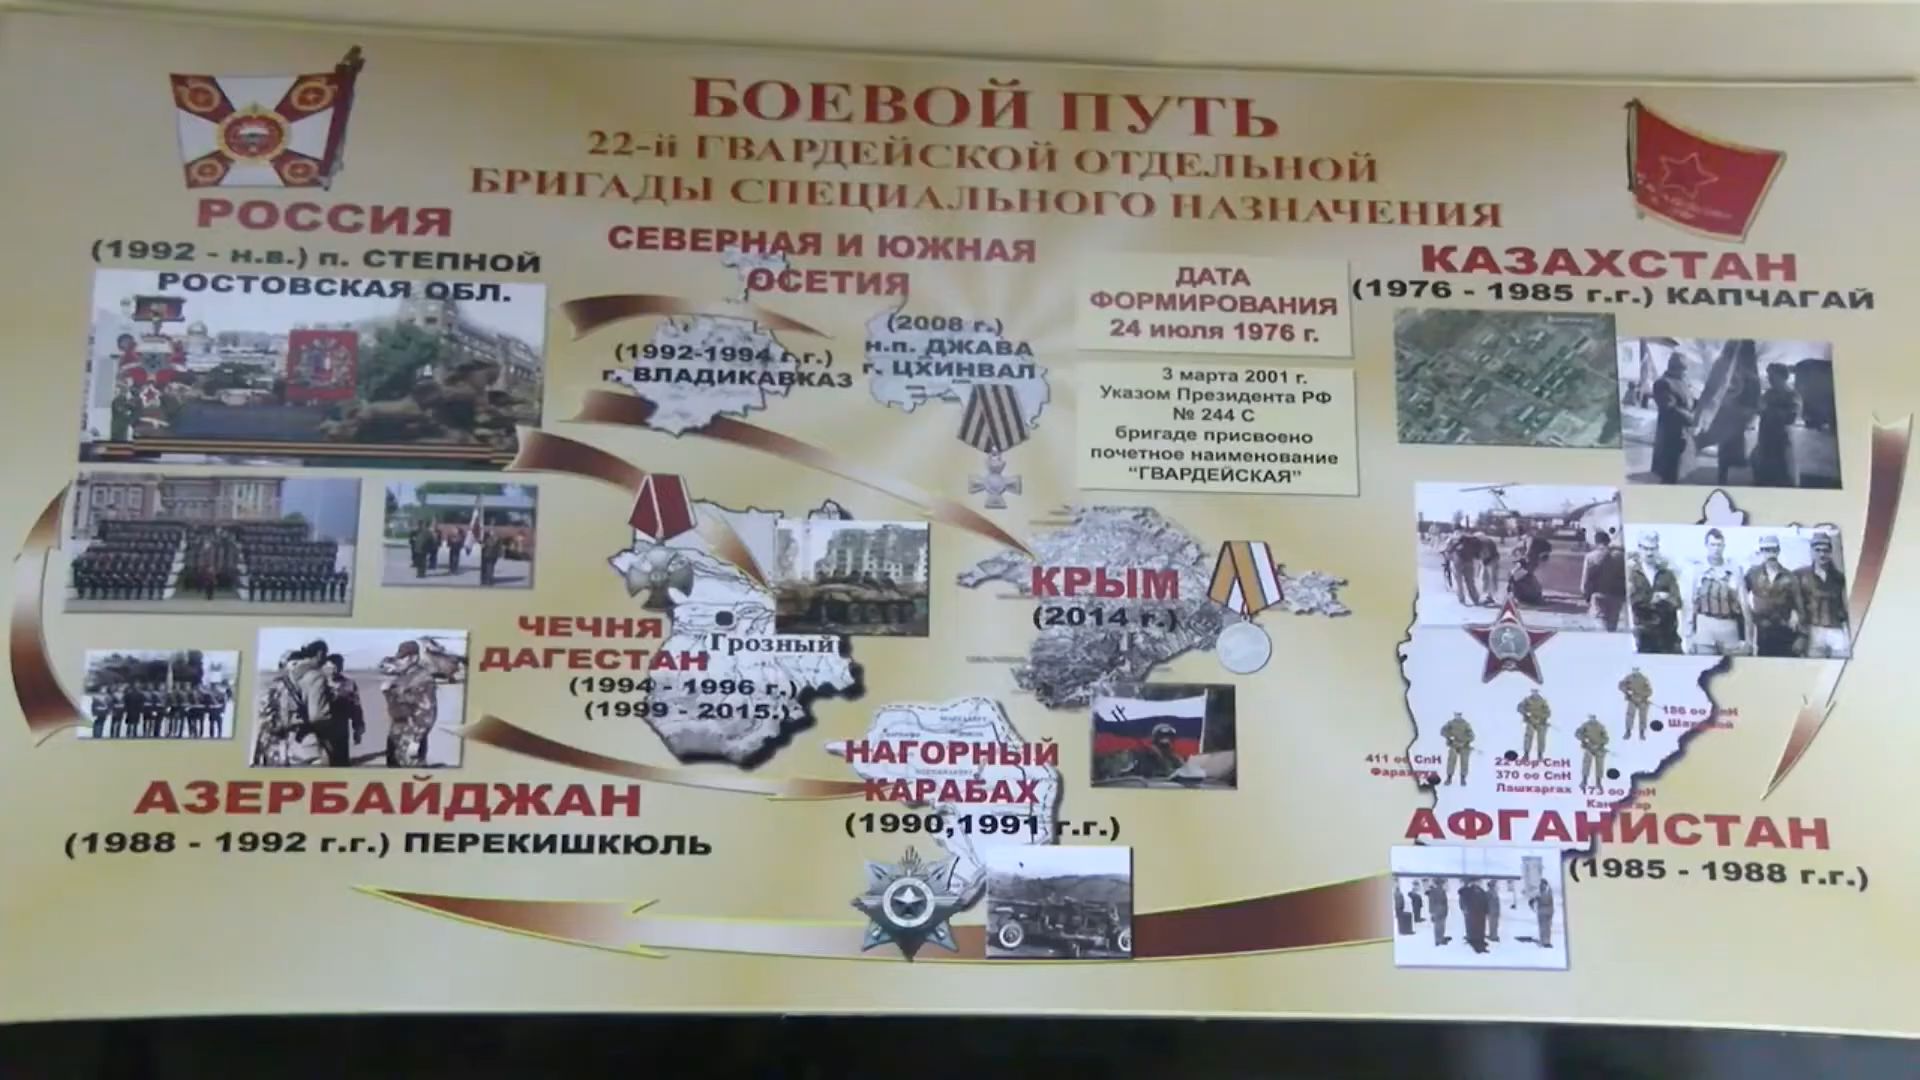 БОЕВОЙ ПУТЬ
22-й ГВАРДЕЙСКОЙ ОТДЕЛЬНОЙ
БРИГАДЫ СПЕЦИАЛЬНОГО НАЗНАЧЕНИЯ
РОССИЯ
(1992 - н.в.) п. СТЕПНОЙ
РОСТОВСКАЯ ОБЛ.
СЕВЕРНАЯ И ЮЖНАЯ
ОСЕТИЯ
(1992-1994 г.г.)
г. ВЛАДИКАВКАЗ
(2008 г.)
н.п. ДЖАВА
г. ЦХИНВАЛ
ДАТА
ФОРМИРОВАНИЯ
24 июля 1976 г.
3 марта 2001 г.
Указом Президента РФ
№ 244 С
бригаде присвоено
почетное наименование
“ГВАРДЕЙСКАЯ”
КАЗАХСТАН
(1976 - 1985 г.г.) КАПЧАГАЙ
ЧЕЧНЯ
ДАГЕСТАН
(1994 - 1996 г.)
(1999 - 2015.)
Грозный
КРЫМ
(2014 г.)
НАГОРНЫЙ
КАРАБАХ
(1990,1991 г.г.)
АЗЕРБАЙДЖАН
(1988 - 1992 г.г.) ПЕРЕКИШКЮЛЬ
186 оо СпН
411 оо СпН
22 обр СпН
370 оо СпН
Лашкаргах
173 оо СпН
АФГАНИСТАН
(1985 - 1988 г.г.)